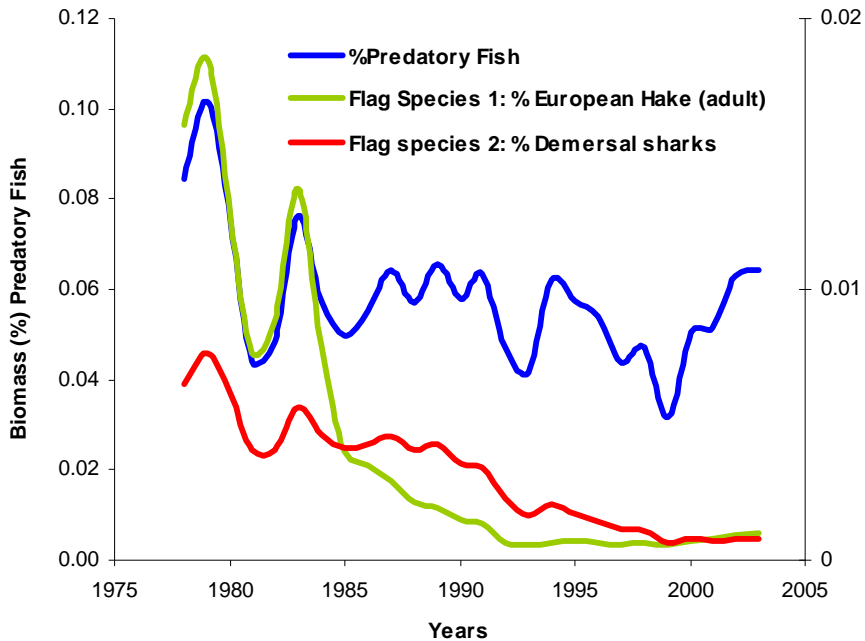 0.12
0.10
0.08
0.06
0.04
0.02
0.00
0.02
0.01
0
%Predatory Fish
Flag Species 1: % European Hake (adult)
Flag species 2: % Demersal sharks
Biomass (%) Predatory Fish
1975 1980 1985 1990 1995 2000 2005
Years